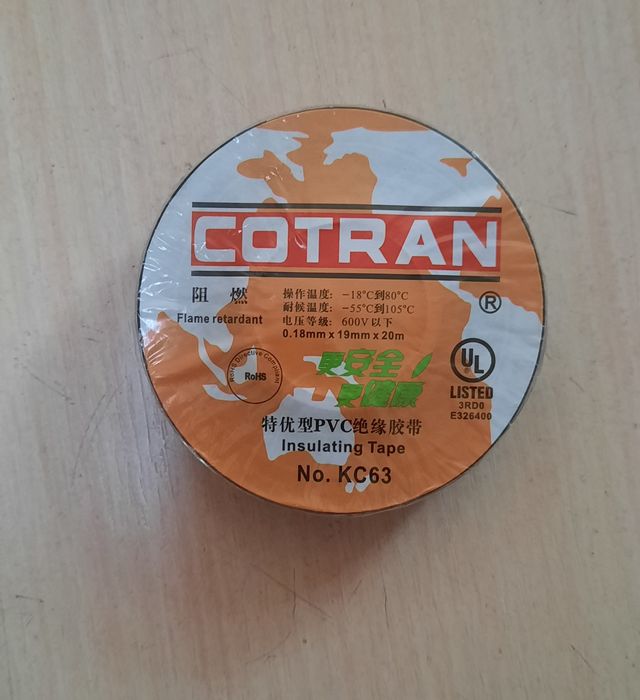 COTRAN
®
阻 燃
Flame retardant
操作温度: -18°C到80°C
耐候温度: -55°C到105°C
电压等级: 600V以下
0.18mm x 19mm x 20m
RoHS Directive Compliant
RoHS
更安全
更健康
UL
LISTED
3RD0
E326400
特优型PVC绝缘胶带
Insulating Tape
No. KC63